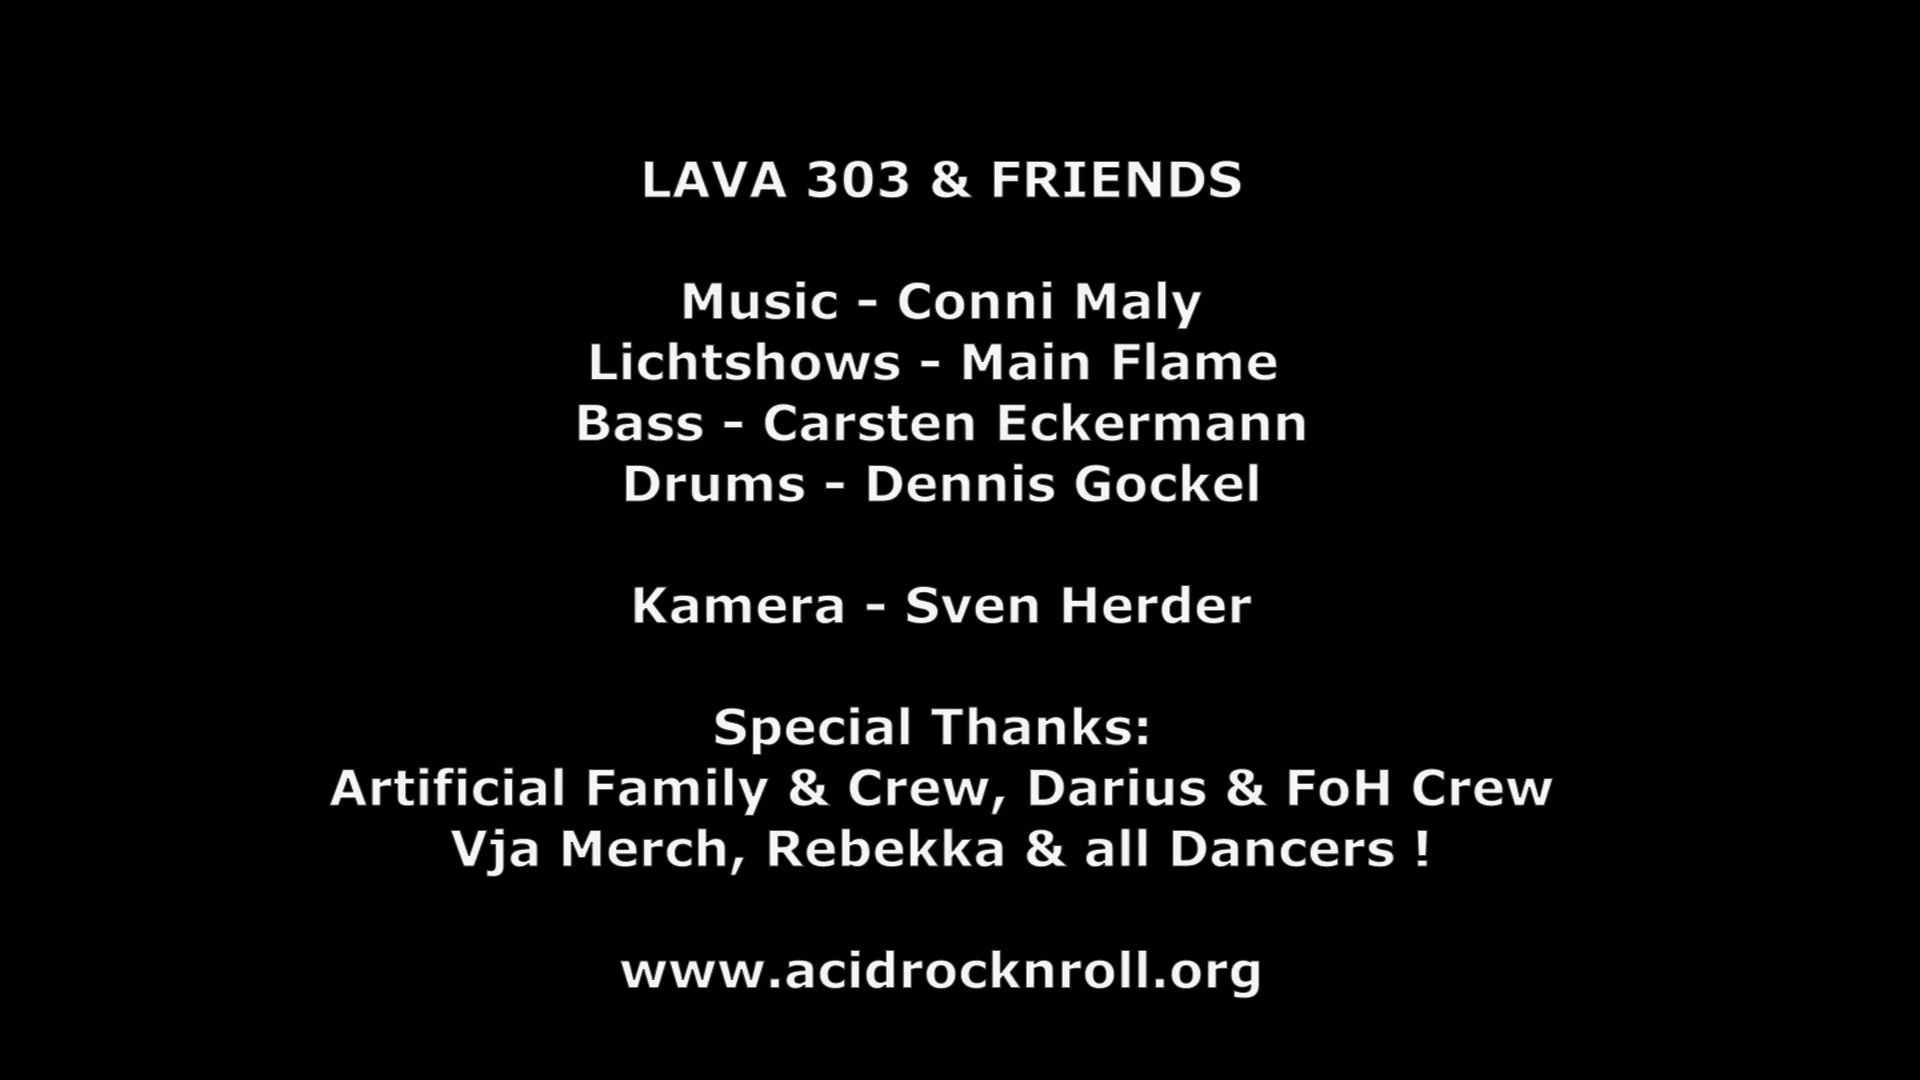 LAVA 303 & FRIENDS
Music - Conni Maly
Lichtshows - Main Flame
Bass - Carsten Eckermann
Drums - Dennis Gockel
Kamera - Sven Herder
Special Thanks:
Artificial Family & Crew, Darius & FoH Crew
Vja Merch, Rebekka & all Dancers !
www.acidrocknroll.org